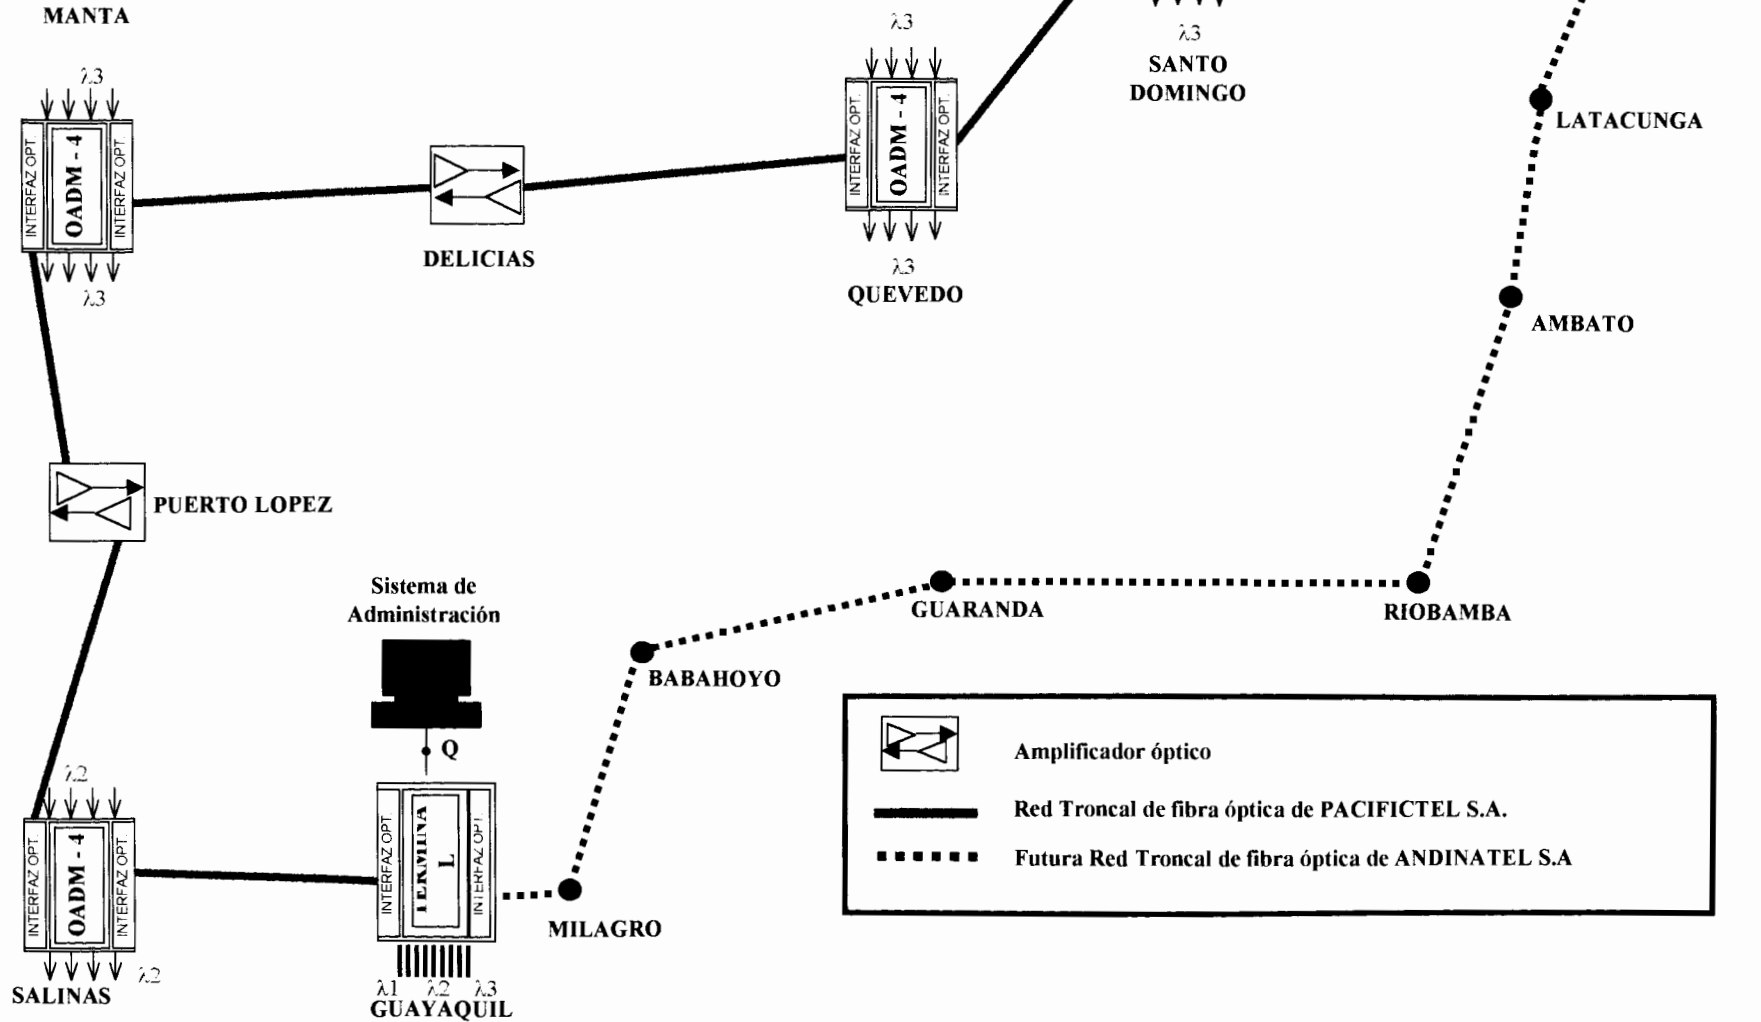 MANTA
λ3
INTERFAZ OPT.
OADM - 4
INTERFAZ OPT.
λ3
DELICIAS
λ3
INTERFAZ OPT.
OADM - 4
INTERFAZ OPT.
λ3
QUEVEDO
λ3
SANTO
DOMINGO
LATACUNGA
AMBATO
PUERTO LOPEZ
Sistema de
Administración
Q
GUARANDA
RIOBAMBA
BABAHOYO
λ2
INTERFAZ OPT.
OADM - 4
INTERFAZ OPT.
λ2
SALINAS
INTERFAZ OPT.
TERMINA
L
INTERFAZ OPT.
λ1 λ2 λ3
GUAYAQUIL
MILAGRO
Amplificador óptico
Red Troncal de fibra óptica de PACIFICTEL S.A.
Futura Red Troncal de fibra óptica de ANDINATEL S.A